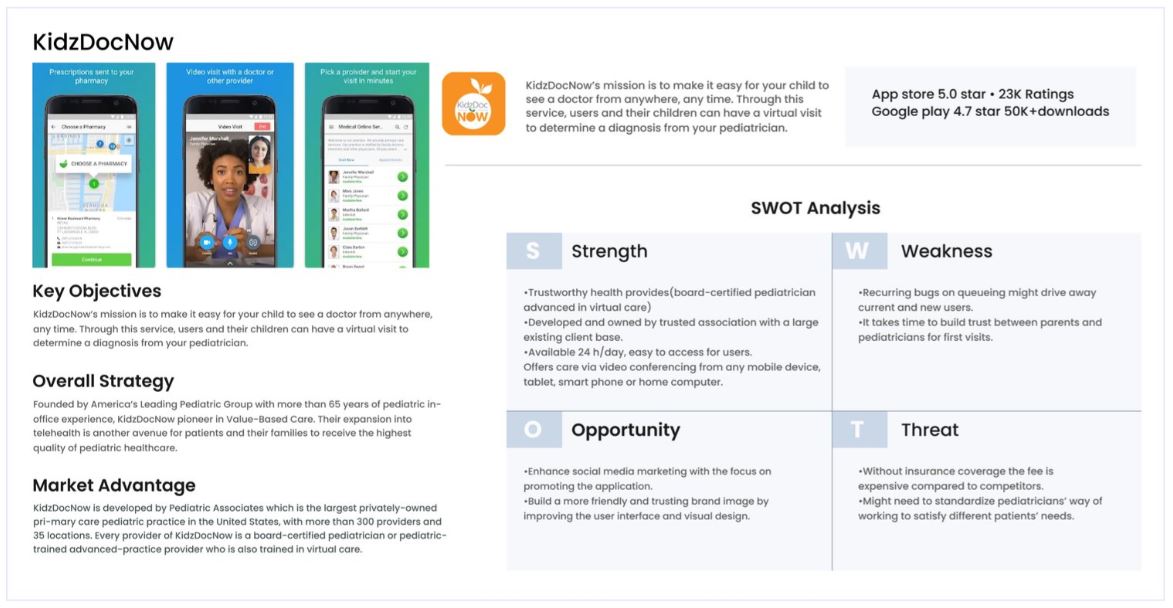 KidzDocNow
Prescriptions sent to your
pharmacy
Choose a Pharmacy
CHOOSE A PHARMACY
Continue
Video visit with a doctor or
other provider
Video Visit
Jennifer Marshall
Pick a proivder and start your
visit in minutes
Medical Online Ser..
Jennifer Marshall
KidzDoc
NOW
KidzDocNow's mission is to make it easy for your child to
see a doctor from anywhere, any time. Through this
service, users and their children can have a virtual visit
to determine a diagnosis from your pediatrician.
App store 5.0 star • 23K Ratings
Google play 4.7 star 50K+downloads
Key Objectives
KidzDocNow's mission is to make it easy for your child to see a doctor from anywhere,
any time. Through this service, users and their children can have a virtual visit to
determine a diagnosis from your pediatrician.
Overall Strategy
Founded by America's Leading Pediatric Group with more than 65 years of pediatric in-
office experience, KidzDocNow pioneer in Value-Based Care. Their expansion into
telehealth is another avenue for patients and their families to receive the highest
quality of pediatric healthcare.
Market Advantage
KidzDocNow is developed by Pediatric Associates which is the largest privately-owned
pri-mary care pediatric practice in the United States, with more than 300 providers and
35 locations. Every provider of KidzDocNow is a board-certified pediatrician or pediatric-
trained advanced-practice provider who is also trained in virtual care.
SWOT Analysis
S Strength
•Trustworthy health provides(board-certified pediatrician
advanced in virtual care)
•Developed and owned by trusted association with a large
existing client base.
•Available 24 h/day, easy to access for users.
Offers care via video conferencing from any mobile device,
tablet, smart phone or home computer.
W Weakness
•Recurring bugs on queueing might drive away
current and new users.
•It takes time to build trust between parents and
pediatricians for first visits.
O Opportunity
•Enhance social media marketing with the focus on
promoting the application.
•Build a more friendly and trusting brand image by
improving the user interface and visual design.
T Threat
•Without insurance coverage the fee is
expensive compared to competitors.
•Might need to standardize pediatricians' way of
working to satisfy different patients' needs.